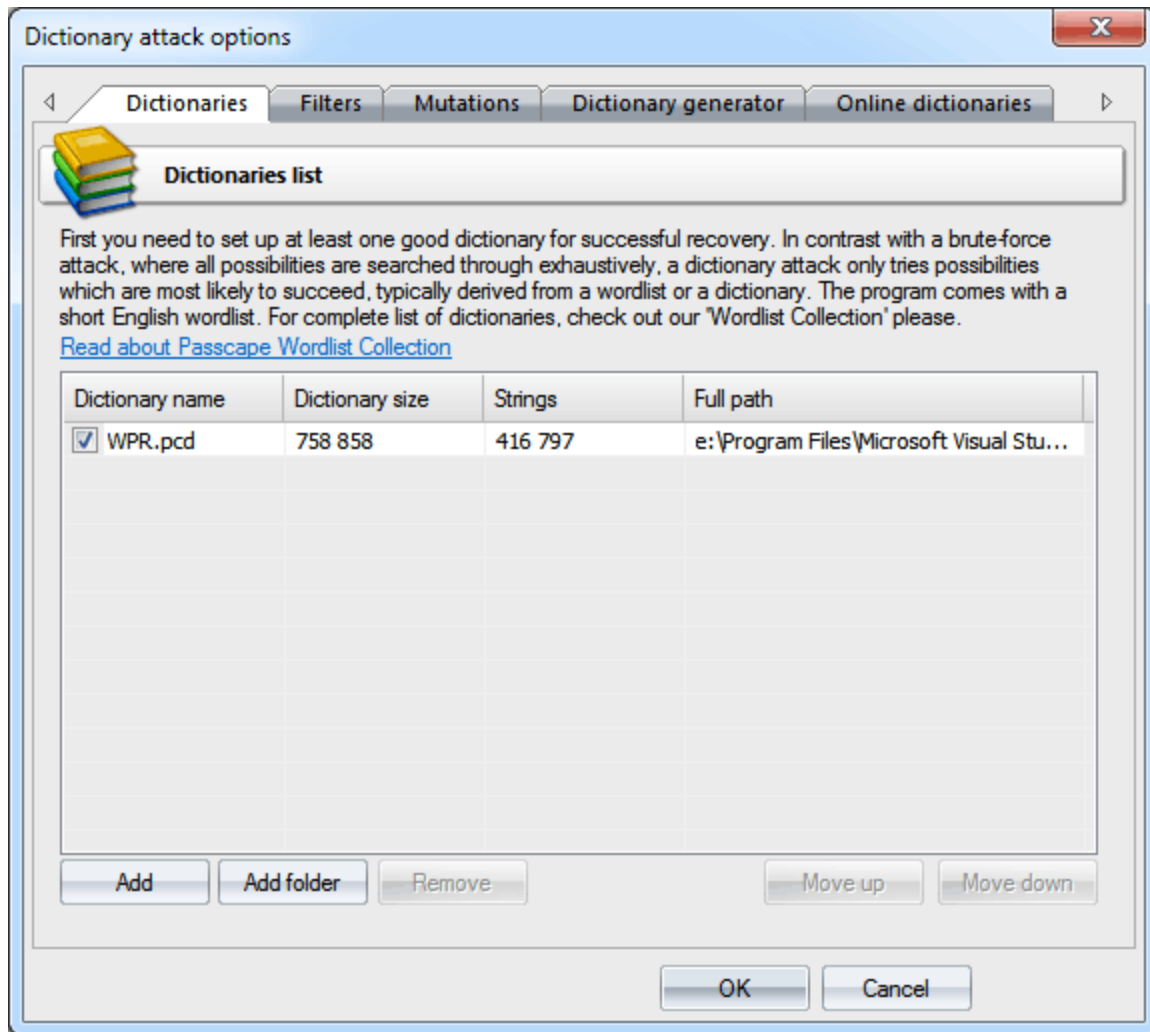 Dictionary attack options
Dictionaries Filters Mutations Dictionary generator Online dictionaries
Dictionaries list
First you need to set up at least one good dictionary for successful recovery. In contrast with a brute-force
attack, where all possibilities are searched through exhaustively, a dictionary attack only tries possibilities
which are most likely to succeed, typically derived from a wordlist or a dictionary. The program comes with a
short English wordlist. For complete list of dictionaries, check out our 'Wordlist Collection' please.
Read about Passcape Wordlist Collection
Dictionary name Dictionary size Strings Full path
WPR.pcd 758 858 416 797 e:\Program Files\Microsoft Visual Stu...
Add Add folder Remove Move up Move down
OK Cancel